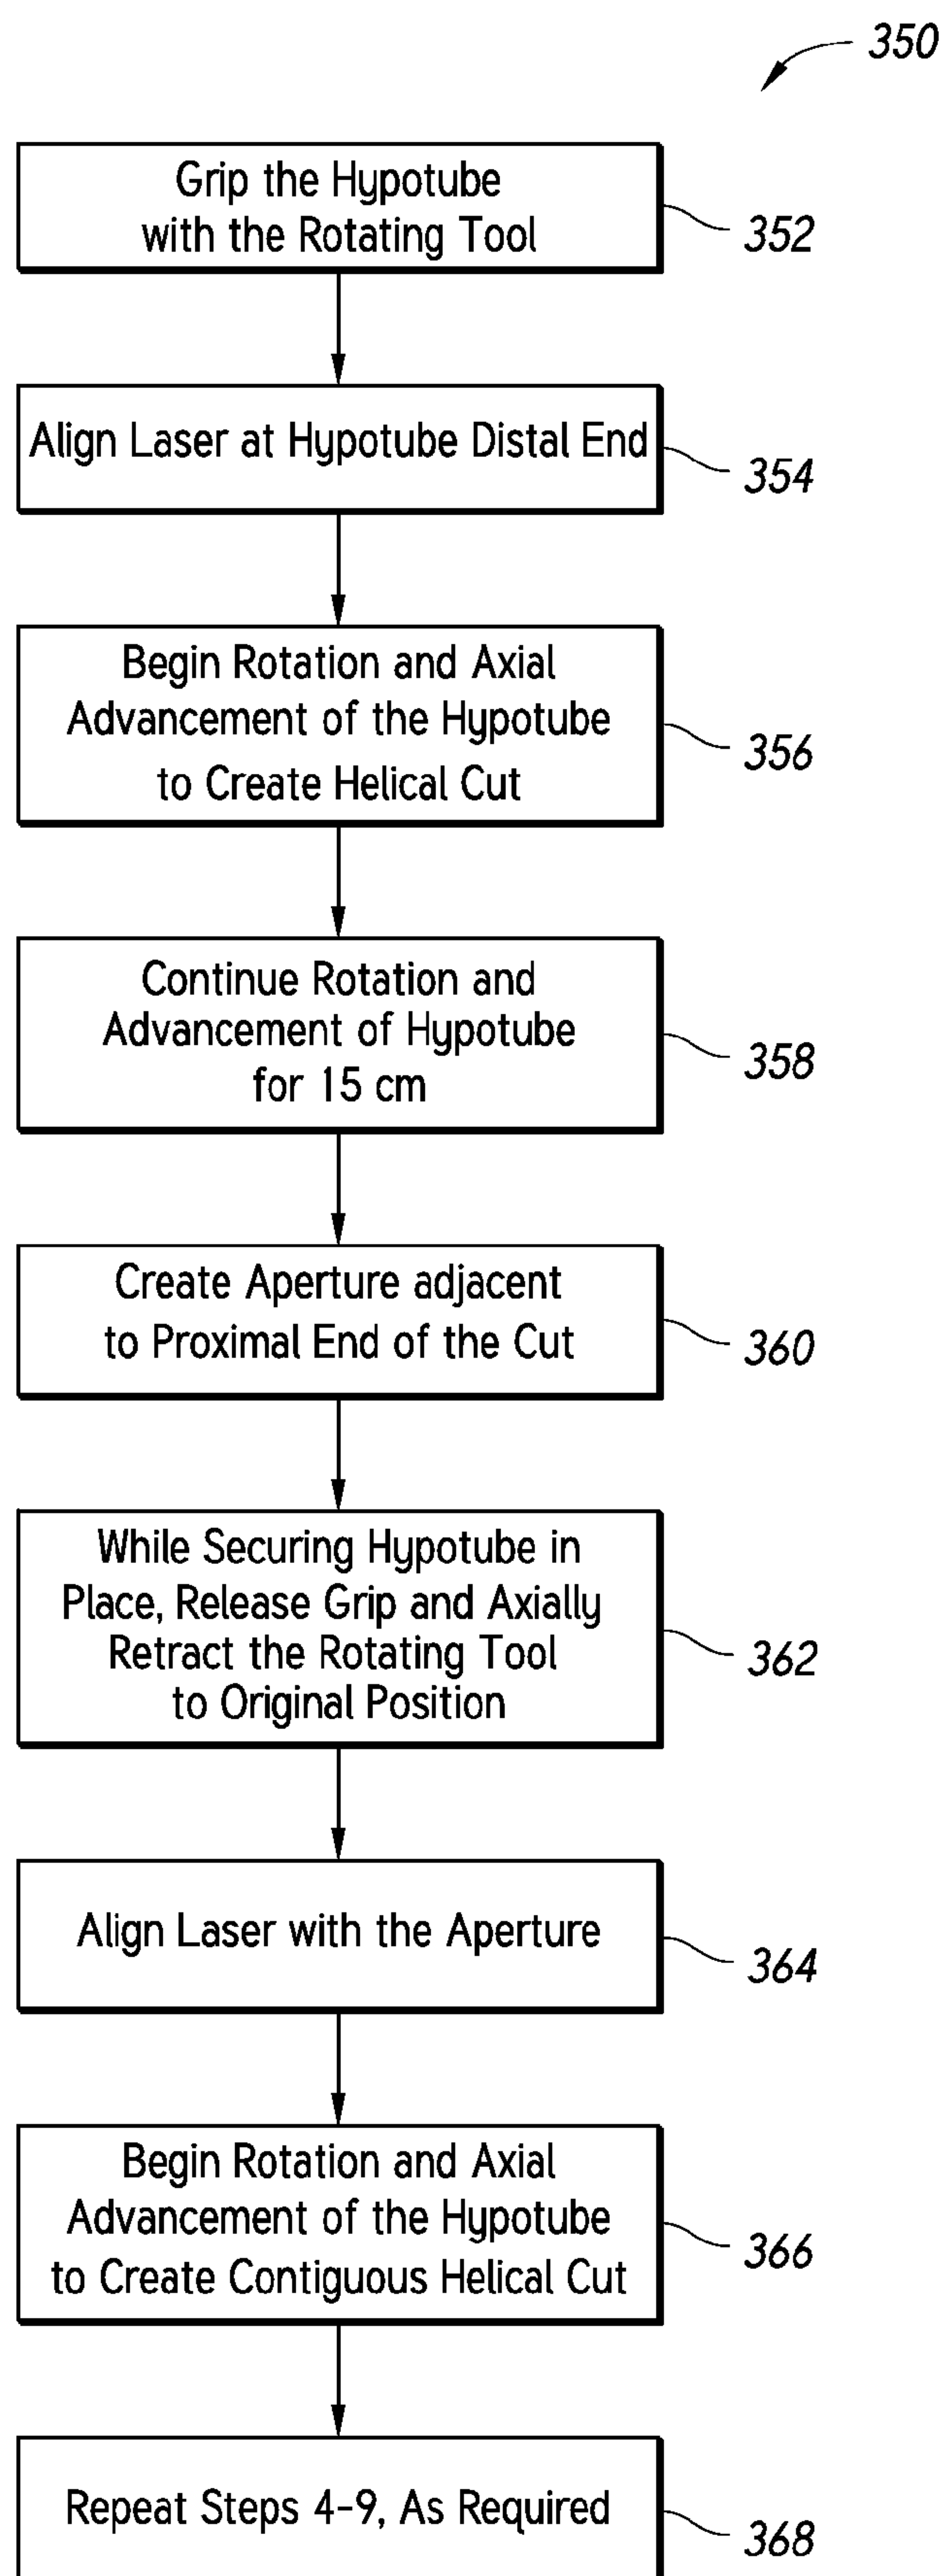 350
Grip the Hypotube
with the Rotating Tool
352
Align Laser at Hypotube Distal End
354
Begin Rotation and Axial
Advancement of the Hypotube
to Create Helical Cut
356
Continue Rotation and
Advancement of Hypotube
for 15 cm
358
Create Aperture adjacent
to Proximal End of the Cut
360
While Securing Hypotube in
Place, Release Grip and Axially
Retract the Rotating Tool
to Original Position
362
Align Laser with the Aperture
364
Begin Rotation and Axial
Advancement of the Hypotube
to Create Contiguous Helical Cut
366
Repeat Steps 4-9, As Required
368